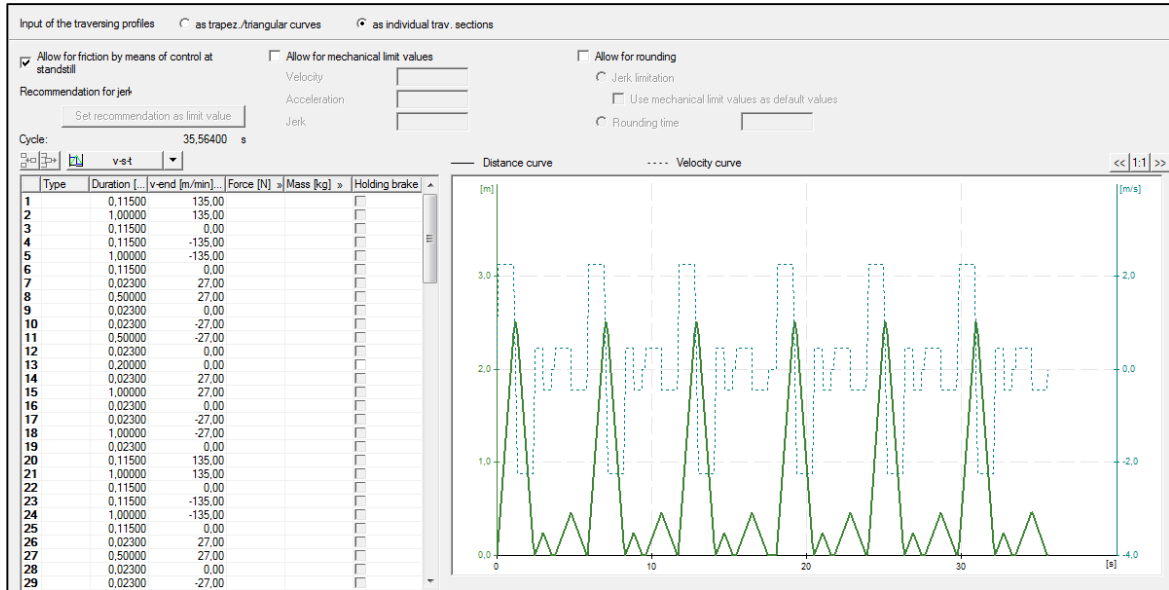 Input of the traversing profiles as trapez./triangular curves as individual trav. sections
Allow for friction by means of control at
standstill
Allow for mechanical limit values
Allow for rounding
Velocity
Jerk limitation
Recommendation for jerk
Acceleration
Use mechanical limit values as default values
Set recommendation as limit value
Jerk
Rounding time
Cycle: 35,56400 s
v-s-t
Distance curve Velocity curve << 1:1 >>
Type Duration [... v-end [m/min]... Force [N] » Mass [kg] » Holding brake
1 0,11500 135,00
2 1,00000 135,00
3 0,11500 0,00
4 0,11500 -135,00
5 1,00000 -135,00
6 0,11500 0,00
7 0,02300 27,00
8 0,50000 27,00
9 0,02300 0,00
10 0,02300 -27,00
11 0,50000 -27,00
12 0,02300 0,00
13 0,20000 0,00
14 0,02300 27,00
15 1,00000 27,00
16 0,02300 0,00
17 0,02300 -27,00
18 1,00000 -27,00
19 0,02300 0,00
20 0,11500 135,00
21 1,00000 135,00
22 0,11500 0,00
23 0,11500 -135,00
24 1,00000 -135,00
25 0,11500 0,00
26 0,02300 27,00
27 0,50000 27,00
28 0,02300 0,00
29 0,02300 -27,00
[m] [m/s]
3,0 2,0
2,0 0,0
1,0 -2,0
0,0 -4,0
0 10 20 30 [s]